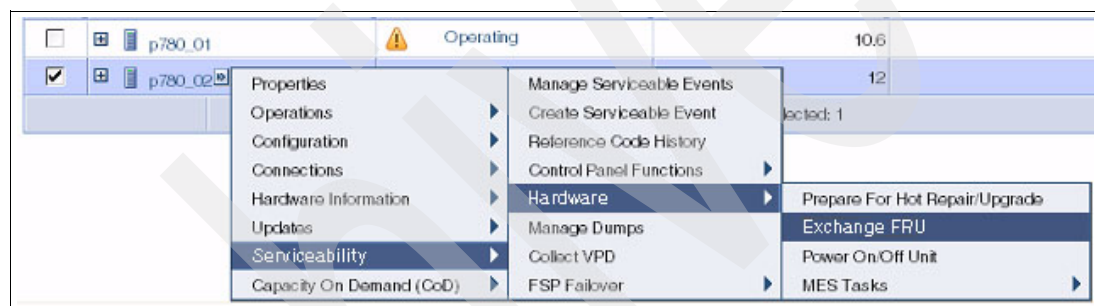 p780_01 Operating 10.6
p780_02 12
lected: 1
Properties
Operations
Configuration
Connections
Hardware Information
Updates
Serviceability
Capacity On Demand (CoD)
Manage Serviceable Events
Create Serviceable Event
Reference Code History
Control Panel Functions
Hardware
Manage Dumps
Collect VPD
FSP Failover
Prepare For Hot Repair/Upgrade
Exchange FRU
Power On/Off Unit
MES Tasks